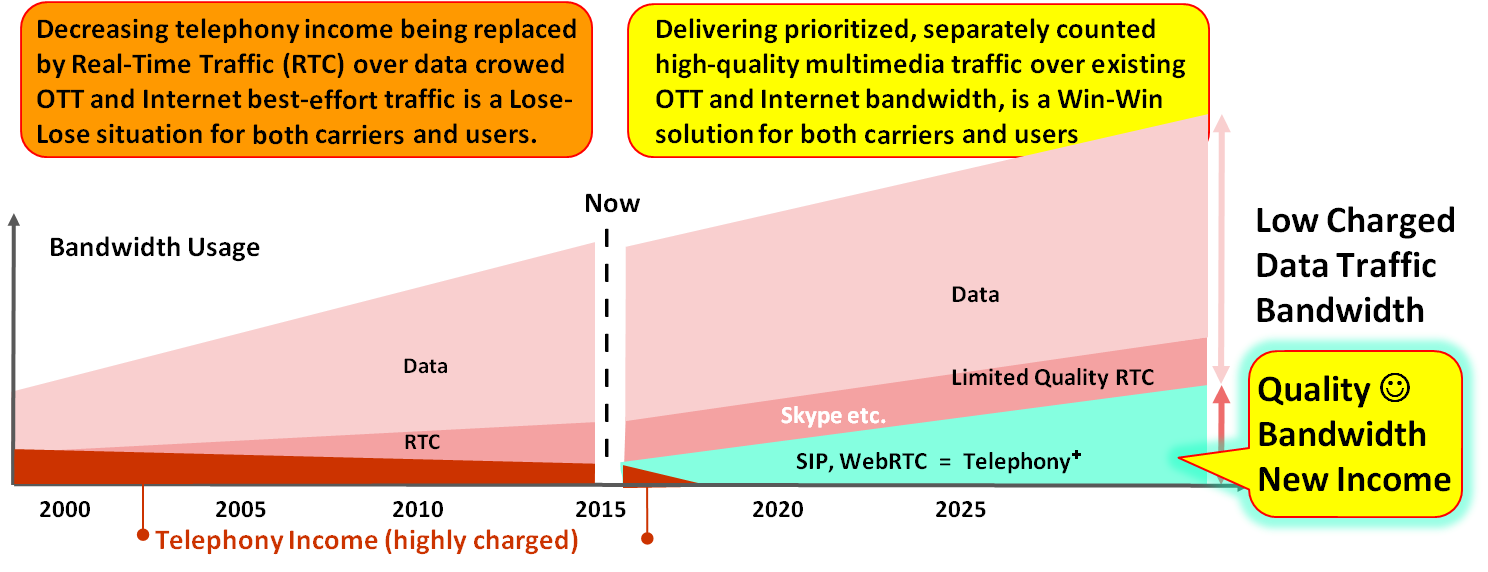 Decreasing telephony income being replaced
by Real-Time Traffic (RTC) over data crowed
OTT and Internet best-effort traffic is a Lose-
Lose situation for both carriers and users.
Delivering prioritized, separately counted
high-quality multimedia traffic over existing
OTT and Internet bandwidth, is a Win-Win
solution for both carriers and users
Now
Bandwidth Usage
Low Charged
Data Traffic
Bandwidth
Data
Data
Limited Quality RTC
Skype etc.
RTC
SIP, WebRTC = Telephony⁺
Quality ☺
Bandwidth
New Income
2000 2005 2010 2015 2020 2025
Telephony Income (highly charged)